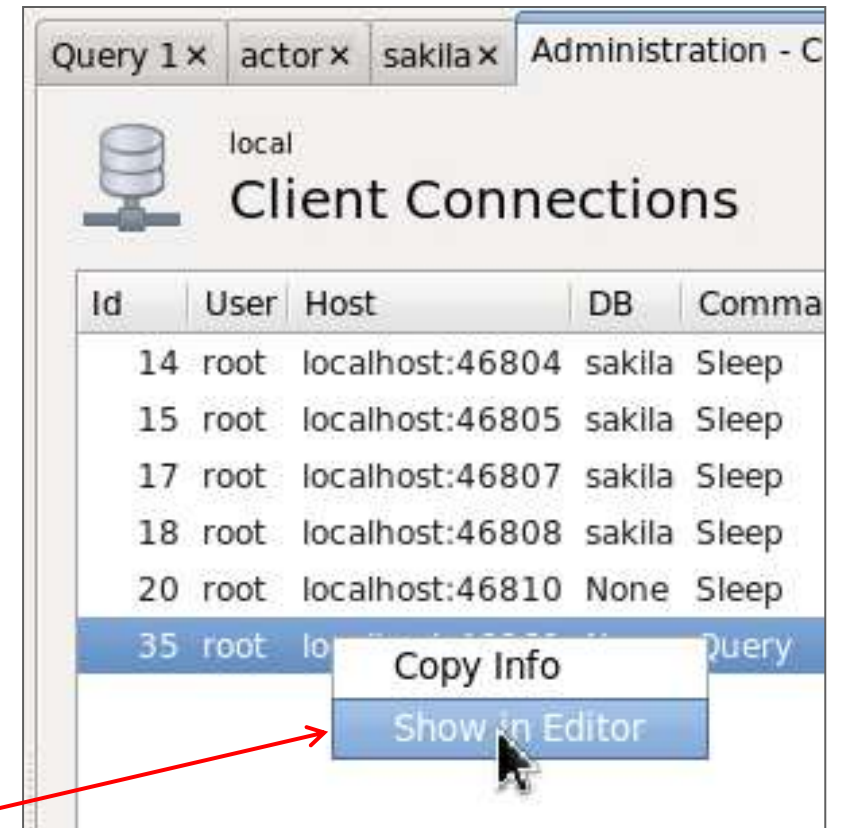 Query 1× actor× sakila× Administration - C
local
Client Connections
Id User Host DB Comma
14 root localhost:46804 sakila Sleep
15 root localhost:46805 sakila Sleep
17 root localhost:46807 sakila Sleep
18 root localhost:46808 sakila Sleep
20 root localhost:46810 None Sleep
35 root Query
Copy Info
Show in Editor